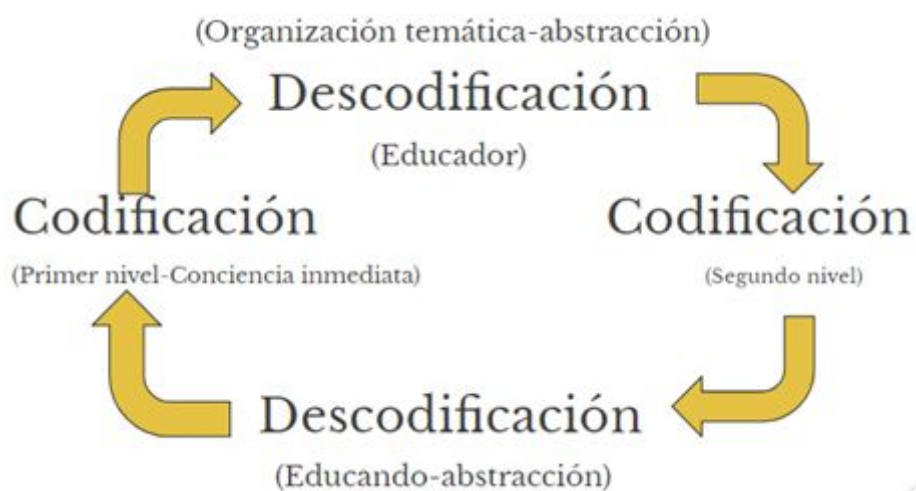 (Organización temática-abstracción)
Descodificación
(Educador)
Codificación
(Primer nivel-Conciencia inmediata)
Codificación
(Segundo nivel)
Descodificación
(Educando-abstracción)